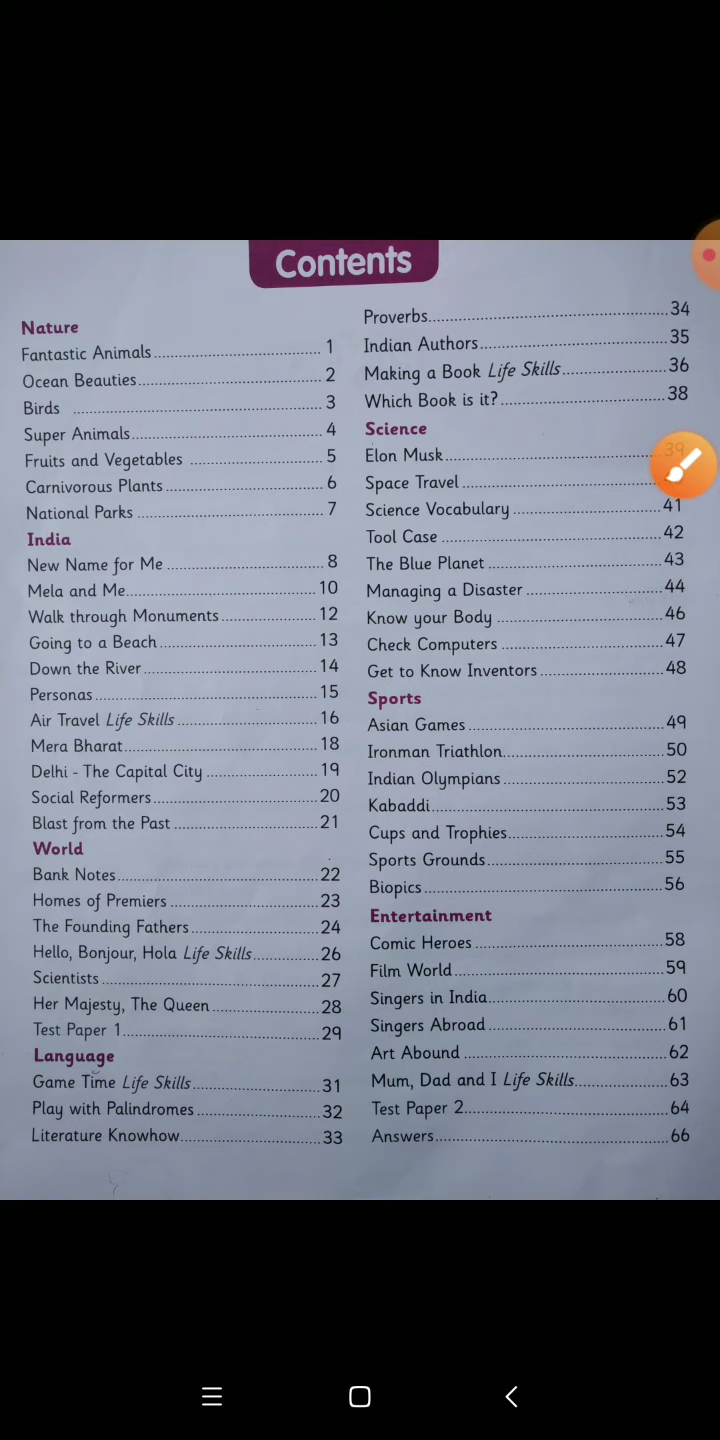 Contents
Nature
Fantastic Animals ........ 1
Ocean Beauties ........ 2
Birds ........ 3
Super Animals ........ 4
Fruits and Vegetables ........ 5
Carnivorous Plants ........ 6
National Parks ........ 7
India
New Name for Me ........ 8
Mela and Me ........ 10
Walk through Monuments ........ 12
Going to a Beach ........ 13
Down the River ........ 14
Personas ........ 15
Air Travel Life Skills ........ 16
Mera Bharat ........ 18
Delhi - The Capital City ........ 19
Social Reformers ........ 20
Blast from the Past ........ 21
World
Bank Notes ........ 22
Homes of Premiers ........ 23
The Founding Fathers ........ 24
Hello, Bonjour, Hola Life Skills ........ 26
Scientists ........ 27
Her Majesty, The Queen ........ 28
Test Paper 1 ........ 29
Language
Game Time Life Skills ........ 31
Play with Palindromes ........ 32
Literature Knowhow ........ 33
Proverbs ........ 34
Indian Authors ........ 35
Making a Book Life Skills ........ 36
Which Book is it? ........ 38
Science
Elon Musk ........ 39
Space Travel ........
Science Vocabulary ........ 41
Tool Case ........ 42
The Blue Planet ........ 43
Managing a Disaster ........ 44
Know your Body ........ 46
Check Computers ........ 47
Get to Know Inventors ........ 48
Sports
Asian Games ........ 49
Ironman Triathlon ........ 50
Indian Olympians ........ 52
Kabaddi ........ 53
Cups and Trophies ........ 54
Sports Grounds ........ 55
Biopics ........ 56
Entertainment
Comic Heroes ........ 58
Film World ........ 59
Singers in India ........ 60
Singers Abroad ........ 61
Art Abound ........ 62
Mum, Dad and I Life Skills ........ 63
Test Paper 2 ........ 64
Answers ........ 66